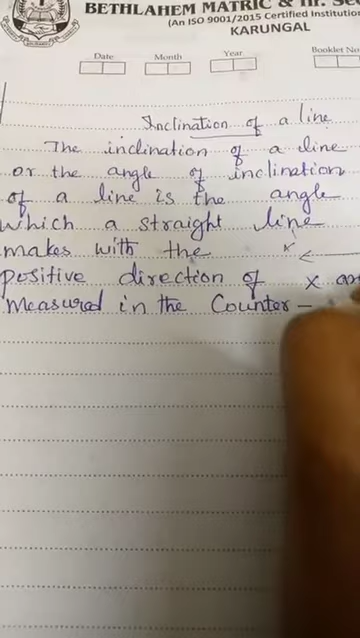 BETHLAHEM MATRIC & Hr. Sec
(An ISO 9001/2015 Certified Institution
KARUNGAL
Date Month Year Booklet No
Inclination of a line
The inclination of a line
or the angle of inclination
of a line is the angle
which a straight line
makes with the
positive direction of X
Measured in the Counter –